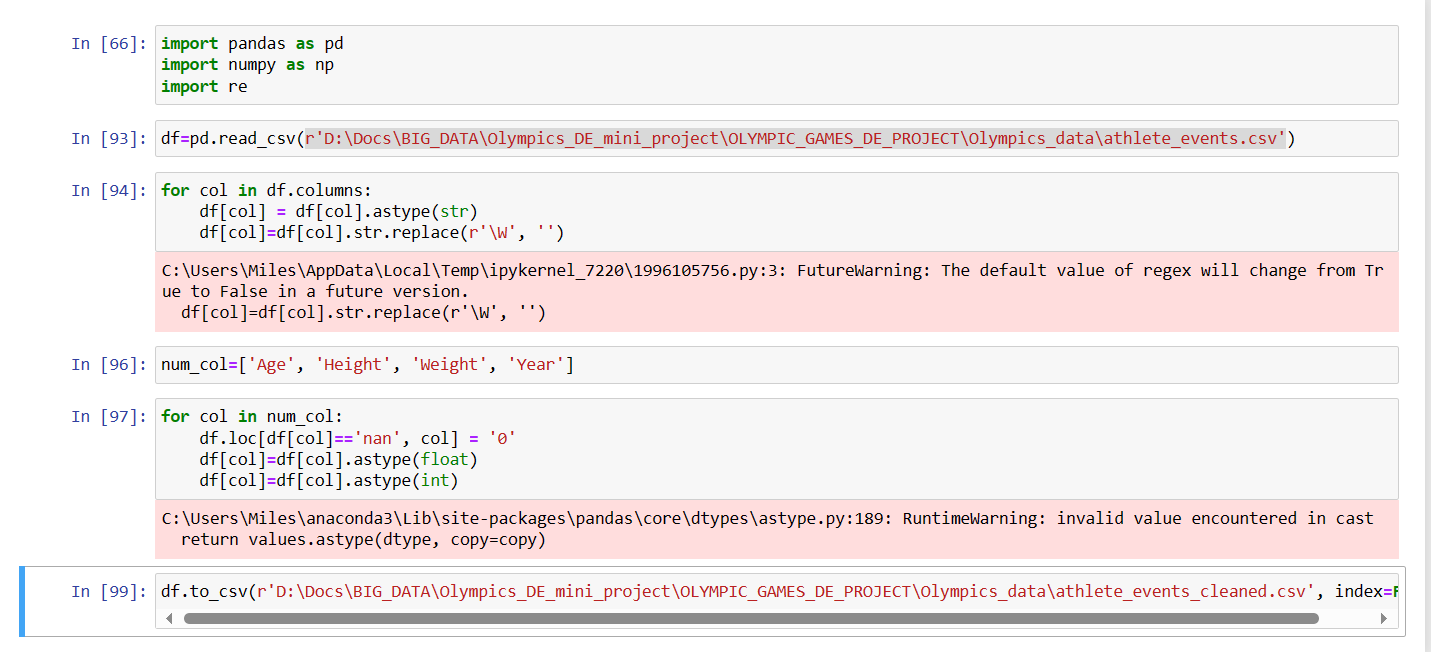 In [66]: import pandas as pd
import numpy as np
import re
In [93]: df=pd.read_csv(r'D:\Docs\BIG_DATA\Olympics_DE_mini_project\OLYMPIC_GAMES_DE_PROJECT\Olympics_data\athlete_events.csv')
In [94]: for col in df.columns:
    df[col] = df[col].astype(str)
    df[col]=df[col].str.replace(r'\W', '')
C:\Users\Miles\AppData\Local\Temp\ipykernel_7220\1996105756.py:3: FutureWarning: The default value of regex will change from Tr
ue to False in a future version.
  df[col]=df[col].str.replace(r'\W', '')
In [96]: num_col=['Age', 'Height', 'Weight', 'Year']
In [97]: for col in num_col:
    df.loc[df[col]=='nan', col] = '0'
    df[col]=df[col].astype(float)
    df[col]=df[col].astype(int)
C:\Users\Miles\anaconda3\Lib\site-packages\pandas\core\dtypes\astype.py:189: RuntimeWarning: invalid value encountered in cast
  return values.astype(dtype, copy=copy)
In [99]: df.to_csv(r'D:\Docs\BIG_DATA\Olympics_DE_mini_project\OLYMPIC_GAMES_DE_PROJECT\Olympics_data\athlete_events_cleaned.csv', index=